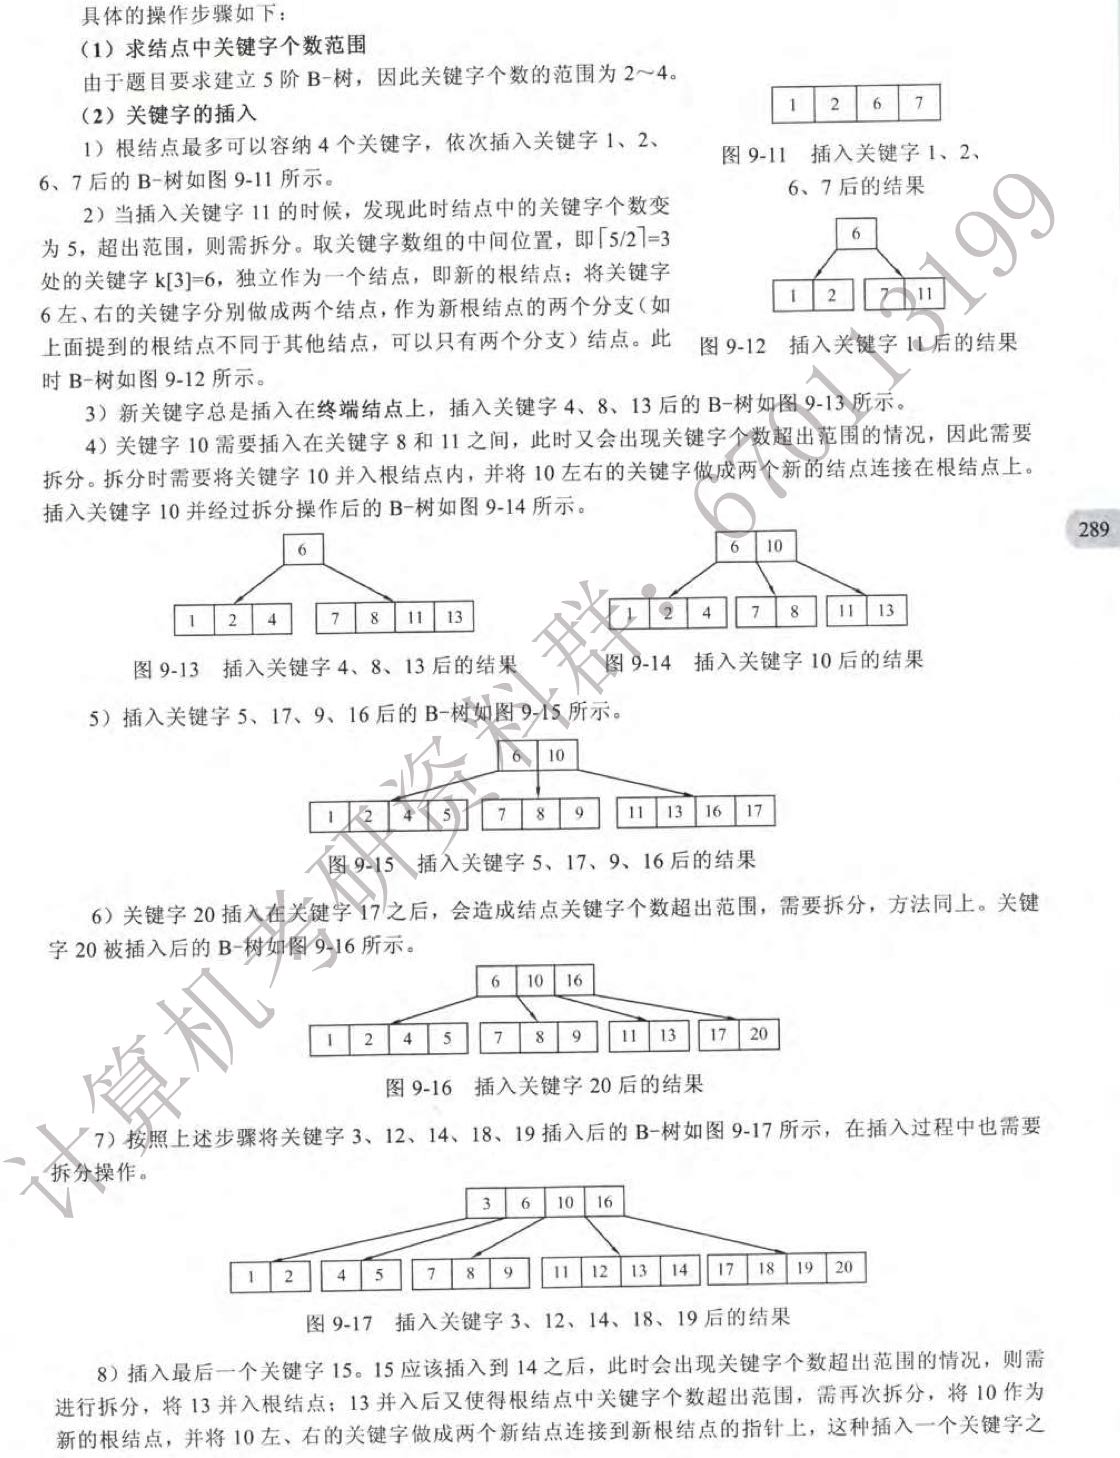 具体的操作步骤如下：
（1）求结点中关键字个数范围
由于题目要求建立 5 阶 B-树，因此关键字个数的范围为 2～4。
（2）关键字的插入
1）根结点最多可以容纳 4 个关键字，依次插入关键字 1、2、
6、7 后的 B-树如图 9-11 所示。
1 2 6 7
图 9-11 插入关键字 1、2、
6、7 后的结果
2）当插入关键字 11 的时候，发现此时结点中的关键字个数变
为 5，超出范围，则需拆分。取关键字数组的中间位置，即⌈5/2⌉=3
处的关键字 k[3]=6，独立作为一个结点，即新的根结点；将关键字
6 左、右的关键字分别做成两个结点，作为新根结点的两个分支（如
上面提到的根结点不同于其他结点，可以只有两个分支）结点。此
时 B-树如图 9-12 所示。
6
1 2 7 11
图 9-12 插入关键字 11 后的结果
3）新关键字总是插入在终端结点上，插入关键字 4、8、13 后的 B-树如图 9-13 所示。
4）关键字 10 需要插入在关键字 8 和 11 之间，此时又会出现关键字个数超出范围的情况，因此需要
拆分。拆分时需要将关键字 10 并入根结点内，并将 10 左右的关键字做成两个新的结点连接在根结点上。
插入关键字 10 并经过拆分操作后的 B-树如图 9-14 所示。
289
6
1 2 4 7 8 11 13
图 9-13 插入关键字 4、8、13 后的结果
6 10
1 2 4 7 8 11 13
图 9-14 插入关键字 10 后的结果
5）插入关键字 5、17、9、16 后的 B-树如图 9-15 所示。
6 10
1 2 4 5 7 8 9 11 13 16 17
图 9-15 插入关键字 5、17、9、16 后的结果
6）关键字 20 插入在关键字 17 之后，会造成结点关键字个数超出范围，需要拆分，方法同上。关键
字 20 被插入后的 B-树如图 9-16 所示。
6 10 16
1 2 4 5 7 8 9 11 13 17 20
图 9-16 插入关键字 20 后的结果
7）按照上述步骤将关键字 3、12、14、18、19 插入后的 B-树如图 9-17 所示，在插入过程中也需要
拆分操作。
3 6 10 16
1 2 4 5 7 8 9 11 12 13 14 17 18 19 20
图 9-17 插入关键字 3、12、14、18、19 后的结果
8）插入最后一个关键字 15。15 应该插入到 14 之后，此时会出现关键字个数超出范围的情况，则需
进行拆分，将 13 并入根结点；13 并入后又使得根结点中关键字个数超出范围，需再次拆分，将 10 作为
新的根结点，并将 10 左、右的关键字做成两个新结点连接到新根结点的指针上，这种插入一个关键字之
计算机考研资料群：670113199